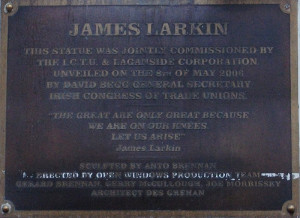 JAMES LARKIN
THIS STATUE WAS JOINTLY COMMISSIONED BY
THE I.C.T.U. & LAGANSIDE CORPORATION
UNVEILED ON THE 8TH OF MAY 2006
BY DAVID BEGG GENERAL SECRETARY
IRISH CONGRESS OF TRADE UNIONS.
"THE GREAT ARE ONLY GREAT BECAUSE
WE ARE ON OUR KNEES
LET US ARISE"
James Larkin
SCULPTED BY ANTO BRENNAN
ERECTED BY OPEN WINDOWS PRODUCTION TEAM
GERARD BRENNAN, GERRY MCCULLOUGH, JOE MORRISSEY
ARCHITECT DES CREHAN